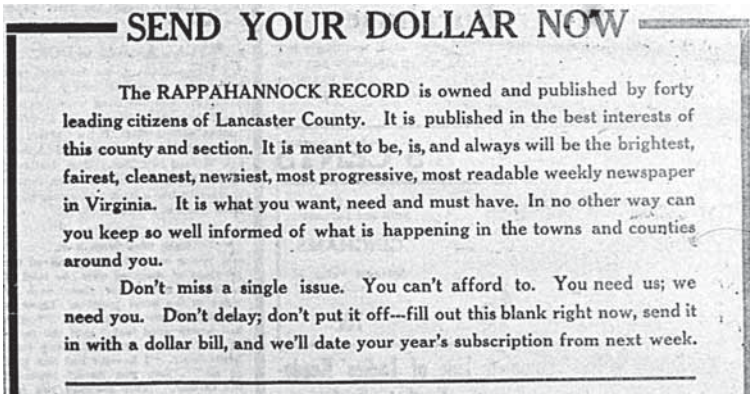 SEND YOUR DOLLAR NOW
The RAPPAHANNOCK RECORD is owned and published by forty
leading citizens of Lancaster County. It is published in the best interests of
this county and section. It is meant to be, is, and always will be the brightest,
fairest, cleanest, newsiest, most progressive, most readable weekly newspaper
in Virginia. It is what you want, need and must have. In no other way can
you keep so well informed of what is happening in the towns and counties
around you.
Don't miss a single issue. You can't afford to. You need us; we
need you. Don't delay; don't put it off---fill out this blank right now, send it
in with a dollar bill, and we'll date your year's subscription from next week.